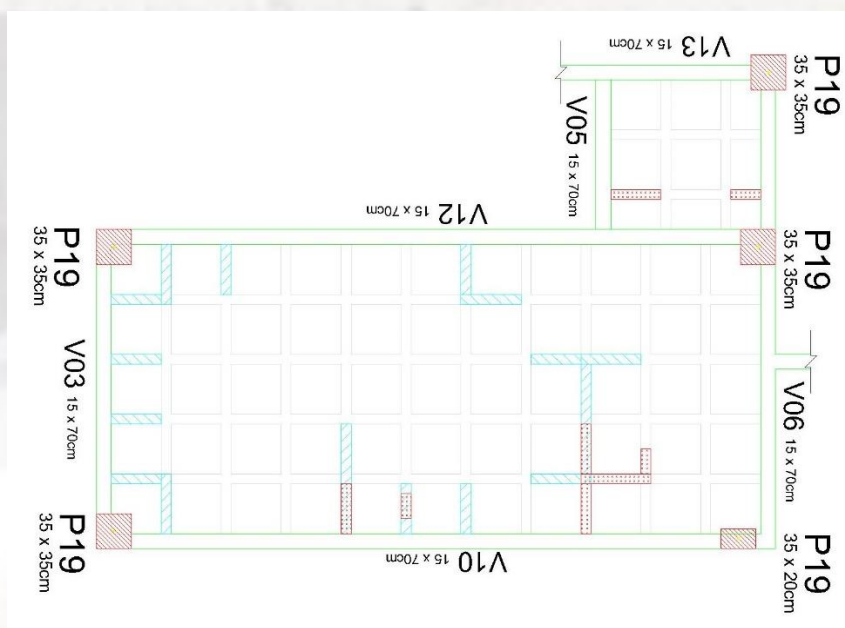 V13 15 x 70cm
P19
35 x 35cm
V05 15 x 70cm
V12 15 x 70cm
P19
35 x 35cm
P19
35 x 35cm
V03 15 x 70cm
V06 15 x 70cm
P19
35 x 35cm
V10 15 x 70cm
P19
35 x 20cm